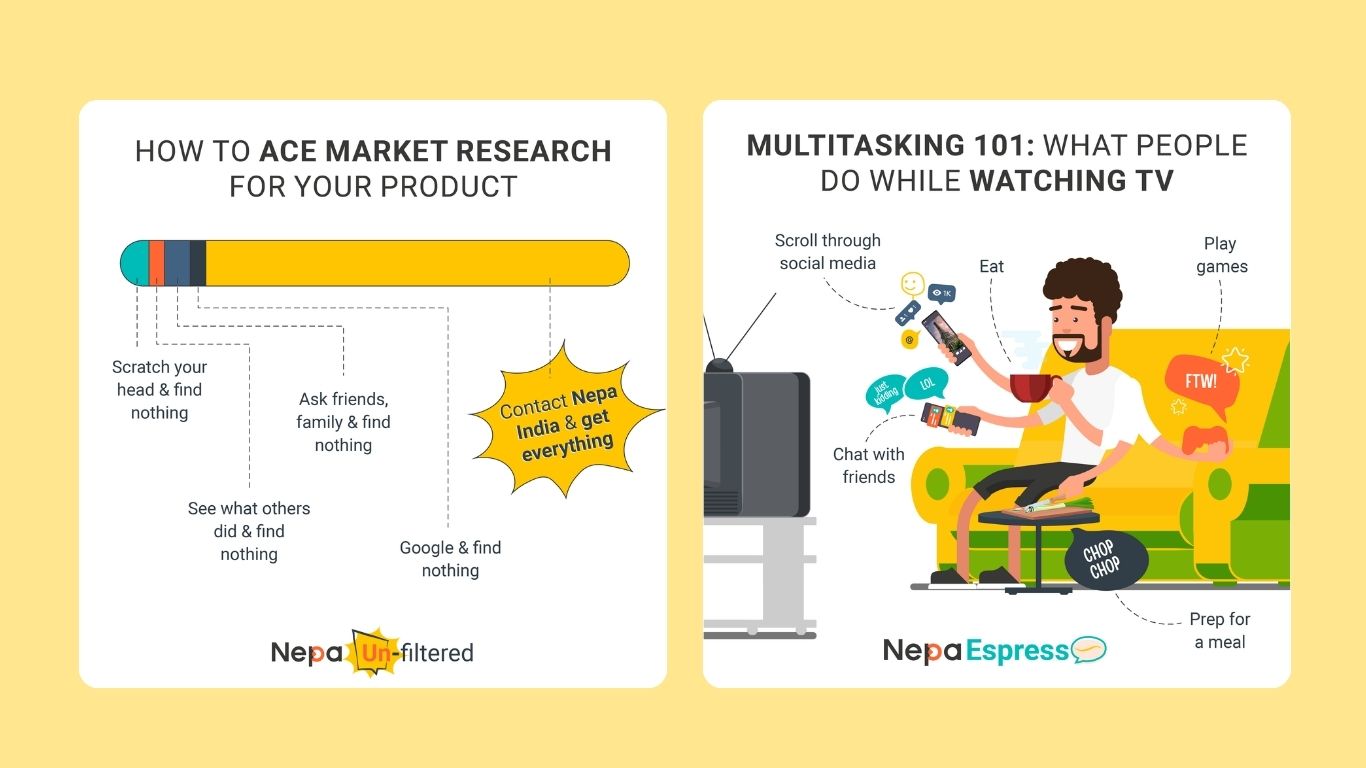 HOW TO ACE MARKET RESEARCH
FOR YOUR PRODUCT
Scratch your
head & find
nothing
See what others
did & find
nothing
Ask friends,
family & find
nothing
Google & find
nothing
Contact Nepa
India & get
everything
Nepa Un-filtered
MULTITASKING 101: WHAT PEOPLE
DO WHILE WATCHING TV
Scroll through
social media
Eat
Play
games
1K
1
@
just
kidding
LOL
FTW!
Chat with
friends
CHOP
CHOP
Prep for
a meal
Nepa Espresso